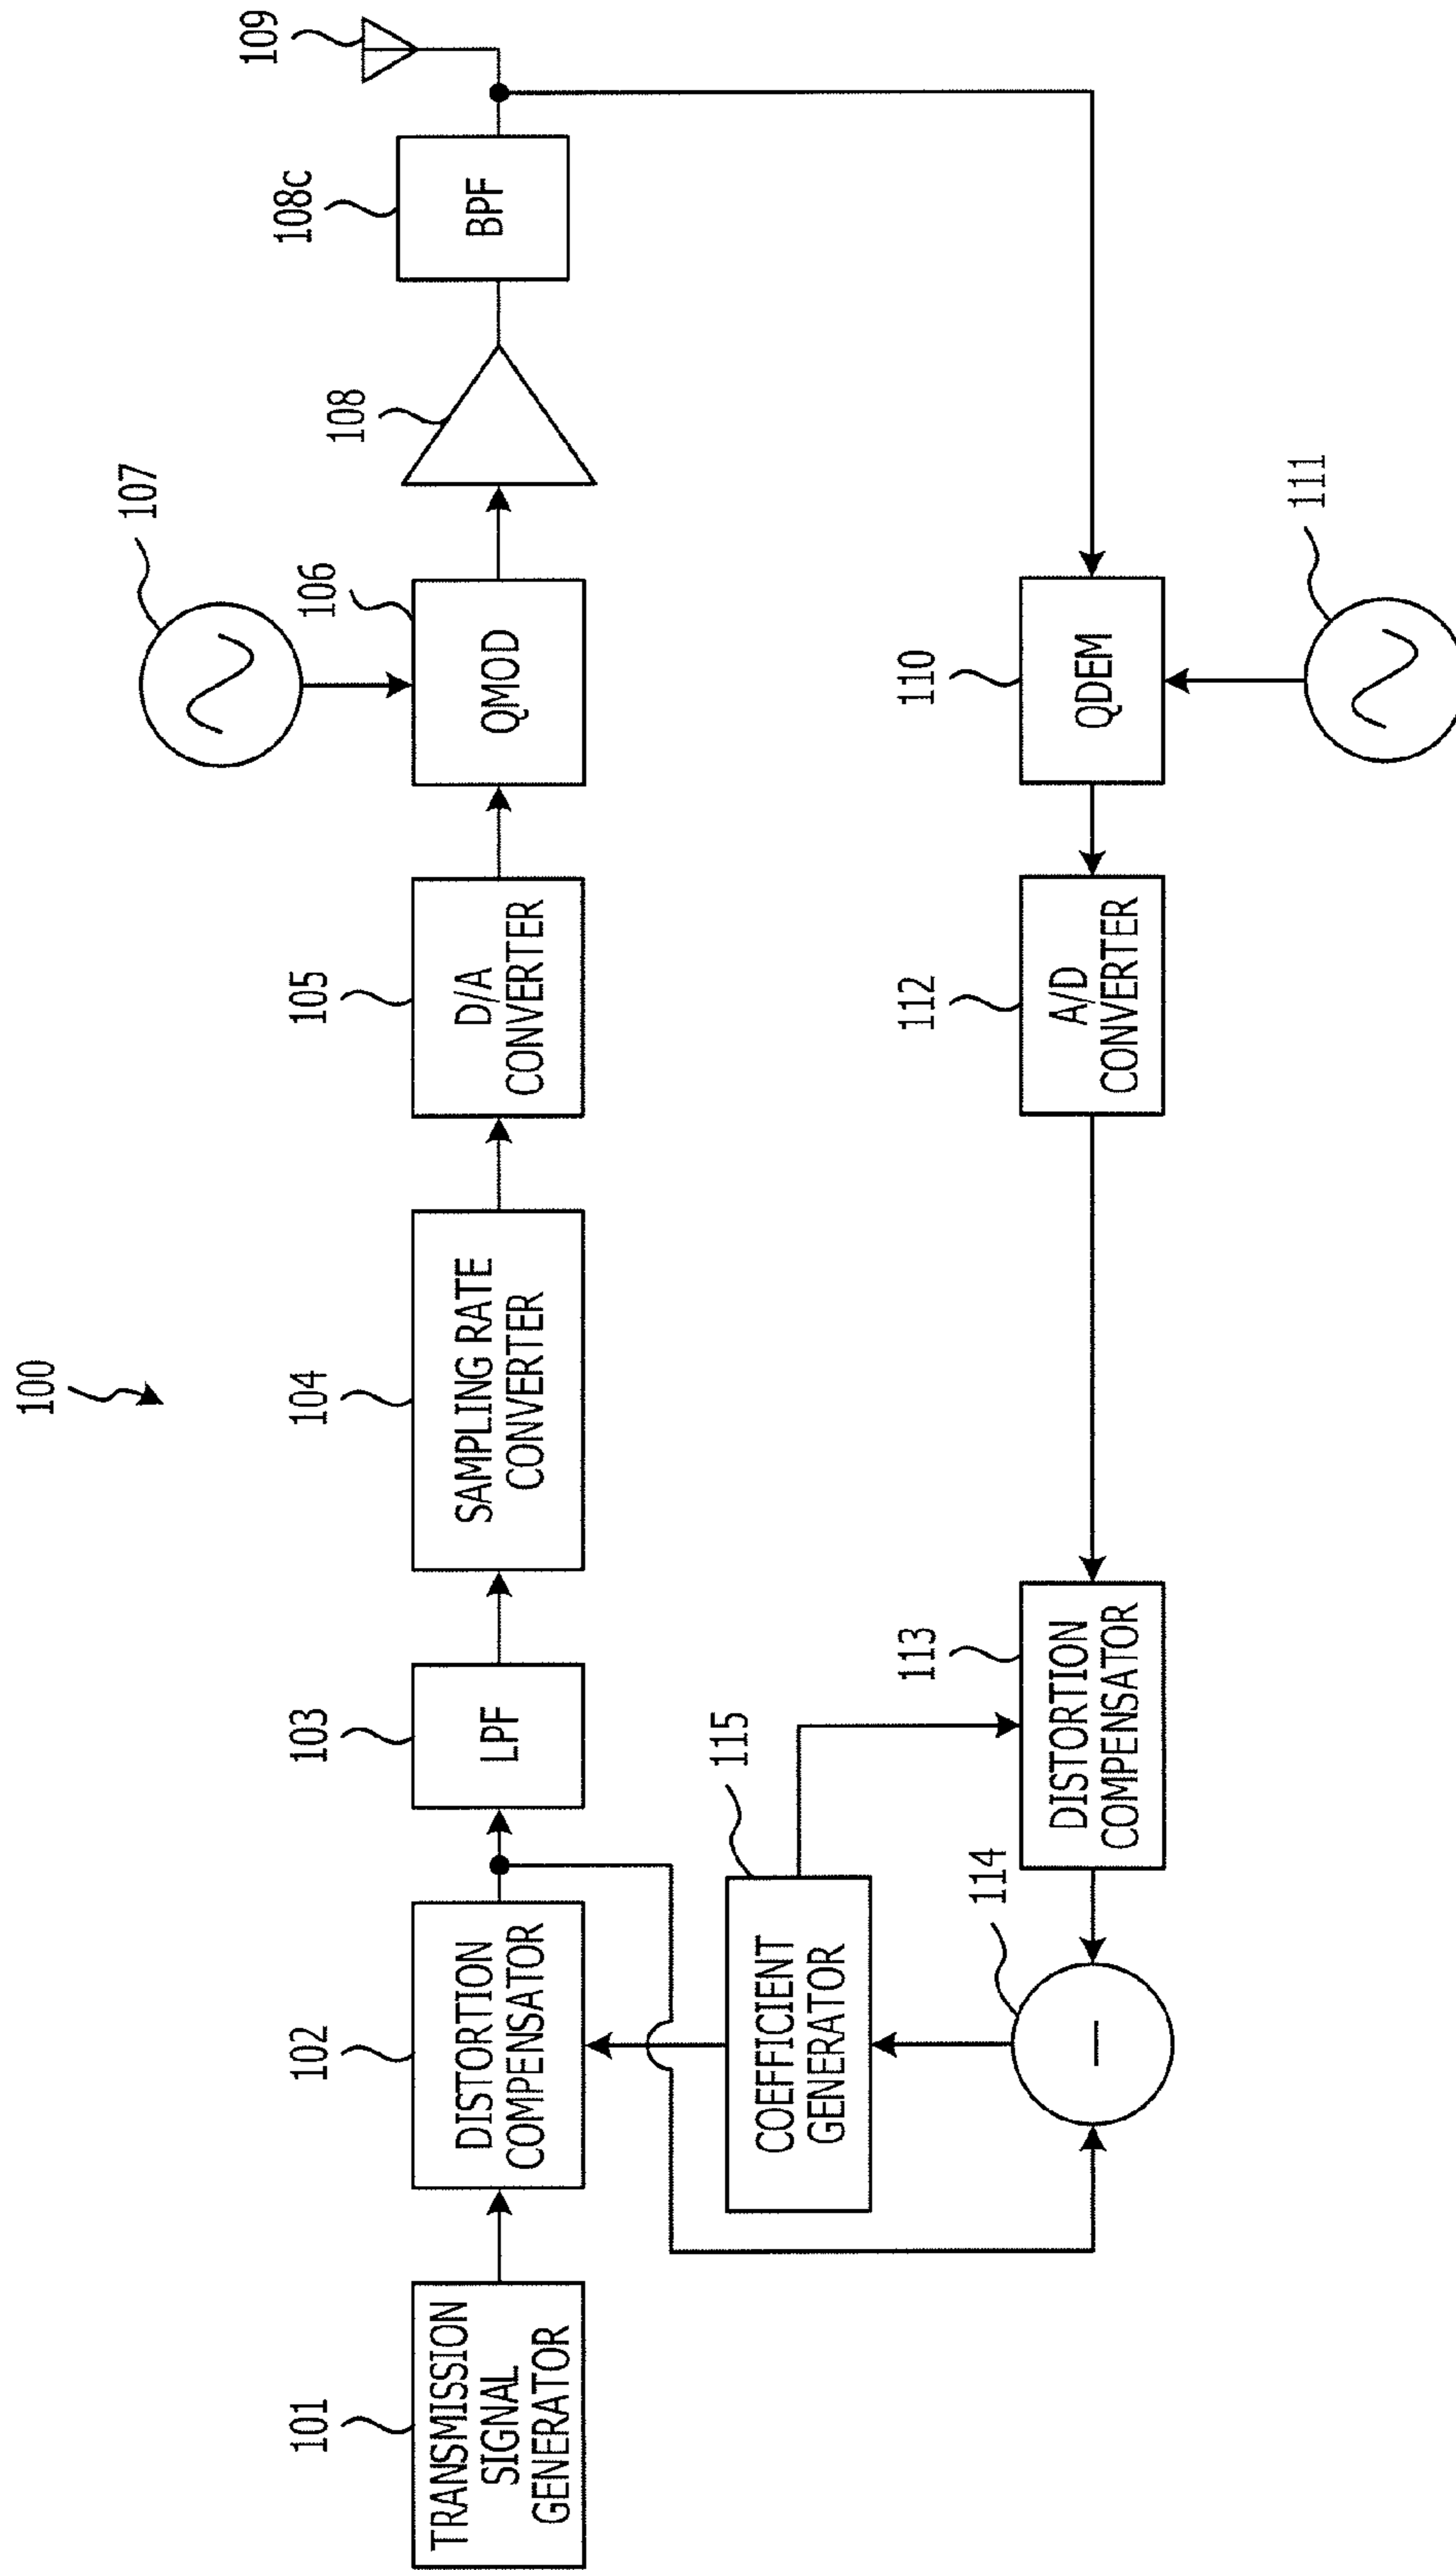 100
101
TRANSMISSION
SIGNAL
GENERATOR
102
DISTORTION
COMPENSATOR
103
LPF
104
SAMPLING RATE
CONVERTER
105
D/A
CONVERTER
106
QMOD
107
108
108c
BPF
109
115
COEFFICIENT
GENERATOR
114
113
DISTORTION
COMPENSATOR
112
A/D
CONVERTER
110
QDEM
111